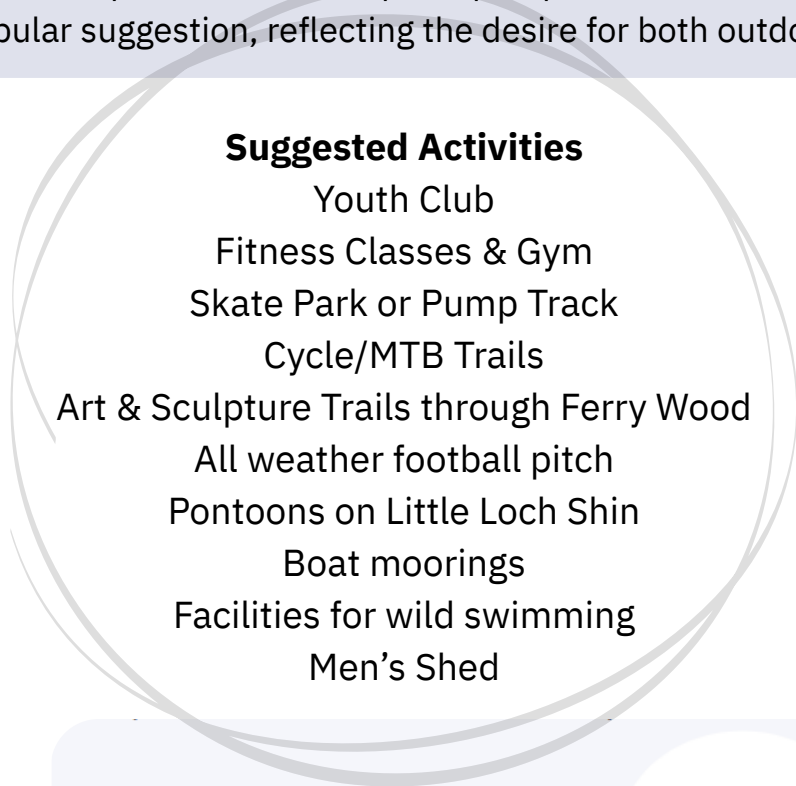 suggestion, reflecting the desire for both
Suggested Activities
Youth Club
Fitness Classes & Gym
Skate Park or Pump Track
Cycle/MTB Trails
Art & Sculpture Trails through Ferry Wood
All weather football pitch
Pontoons on Little Loch Shin
Boat moorings
Facilities for wild swimming
Men’s Shed